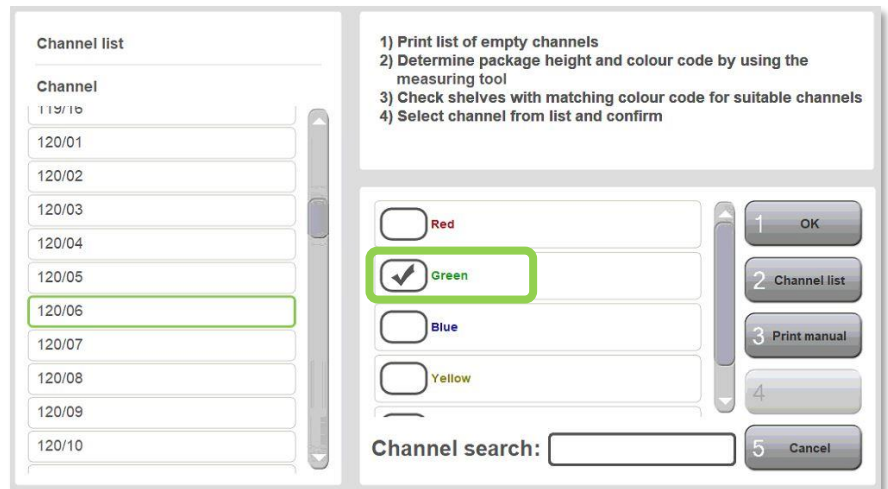 Channel list
Channel
119/16
120/01
120/02
120/03
120/04
120/05
120/06
120/07
120/08
120/09
120/10
1) Print list of empty channels
2) Determine package height and colour code by using the
measuring tool
3) Check shelves with matching colour code for suitable channels
4) Select channel from list and confirm
Red
Green
Blue
Yellow
Channel search:
1 OK
2 Channel list
3 Print manual
4
5 Cancel